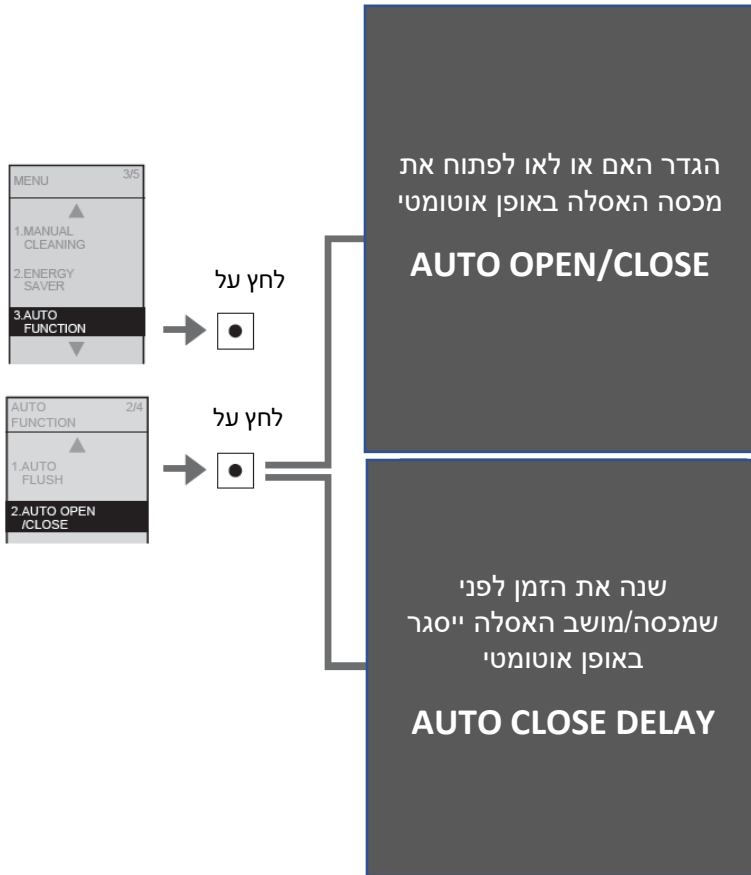 MENU 3/5
1.MANUAL
CLEANING
2.ENERGY
SAVER
3.AUTO
FUNCTION
לחץ על
AUTO 2/4
FUNCTION
1.AUTO
FLUSH
2.AUTO OPEN
/CLOSE
לחץ על
הגדר האם או לאו לפתוח את
מכסה האסלה באופן אוטומטי
AUTO OPEN/CLOSE
שנה את הזמן לפני
שמכסה/מושב האסלה ייסגר
באופן אוטומטי
AUTO CLOSE DELAY